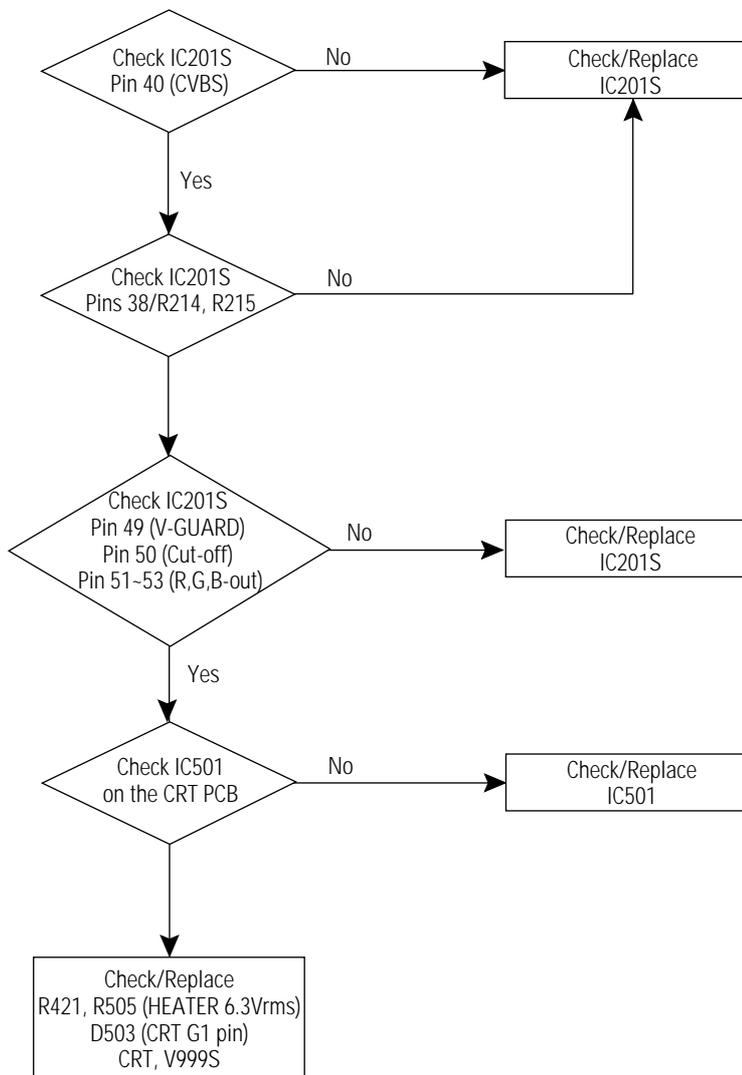 Check IC201S
Pin 40 (CVBS)
No
Check/Replace
IC201S
Yes
Check IC201S
Pins 38/R214, R215
No
Check IC201S
Pin 49 (V-GUARD)
Pin 50 (Cut-off)
Pin 51~53 (R,G,B-out)
No
Check/Replace
IC201S
Yes
Check IC501
on the CRT PCB
No
Check/Replace
IC501
Check/Replace
R421, R505 (HEATER 6.3Vrms)
D503 (CRT G1 pin)
CRT, V999S